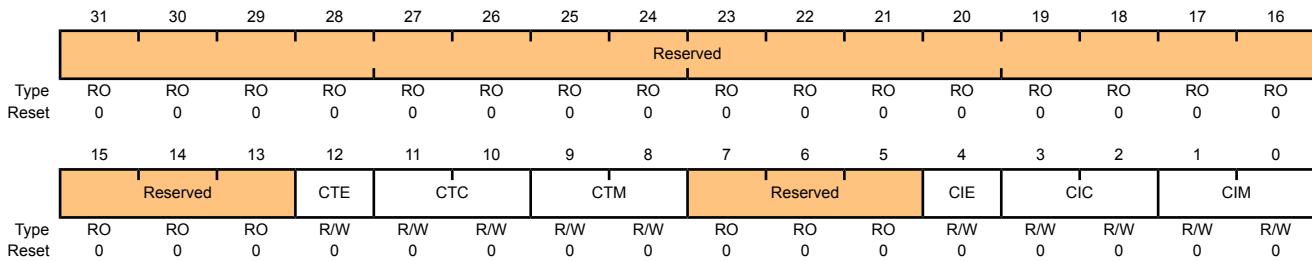 31 30 29 28 27 26 25 24 23 22 21 20 19 18 17 16
Reserved
Type RO RO RO RO RO RO RO RO RO RO RO RO RO RO RO RO
Reset 0 0 0 0 0 0 0 0 0 0 0 0 0 0 0 0
15 14 13 12 11 10 9 8 7 6 5 4 3 2 1 0
Reserved CTE CTC CTM Reserved CIE CIC CIM
Type RO RO RO R/W R/W R/W R/W R/W RO RO RO R/W R/W R/W R/W R/W
Reset 0 0 0 0 0 0 0 0 0 0 0 0 0 0 0 0